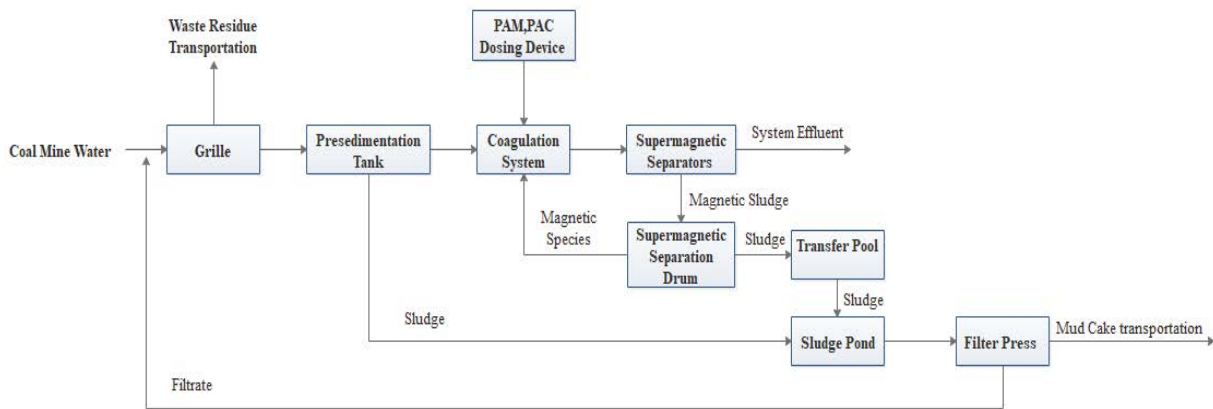 Waste Residue
Transportation
PAM,PAC
Dosing Device
Coal Mine Water
Grille
Presedimentation
Tank
Coagulation
System
Supermagnetic
Separators
System Effluent
Magnetic Sludge
Magnetic
Species
Supermagnetic
Separation
Drum
Sludge
Transfer Pool
Sludge
Sludge
Sludge Pond
Filter Press
Mud Cake transportation
Filtrate